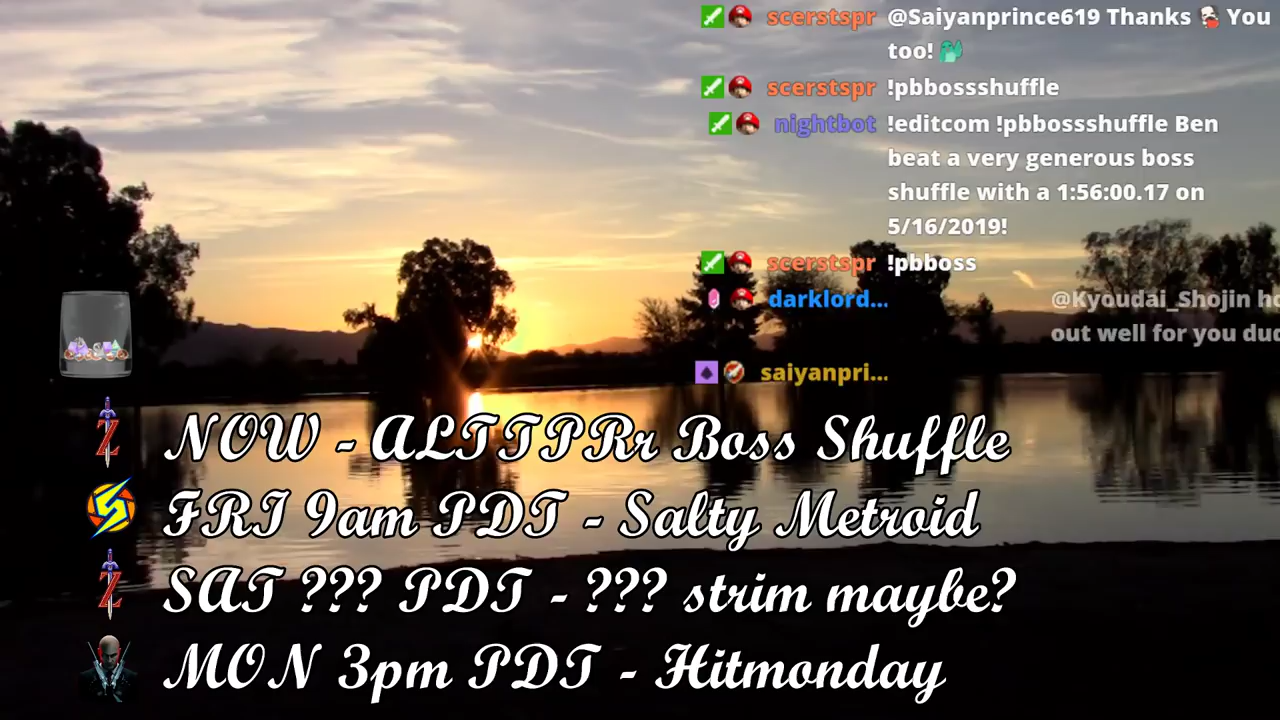 scerstspr @Saiyanprince619 Thanks You
too!
scerstspr !pbbossshuffle
nightbot !editcom !pbbossshuffle Ben
beat a very generous boss
shuffle with a 1:56:00.17 on
5/16/2019!
scerstspr !pbboss
darklord... @Kyoudai_Shojin
out well for you
saiyanpri...
NOW - ALTTPRr Boss Shuffle
FRI 9am PDT - Salty Metroid
SAT ??? PDT - ??? strim maybe?
MON 3pm PDT - Hitmonday